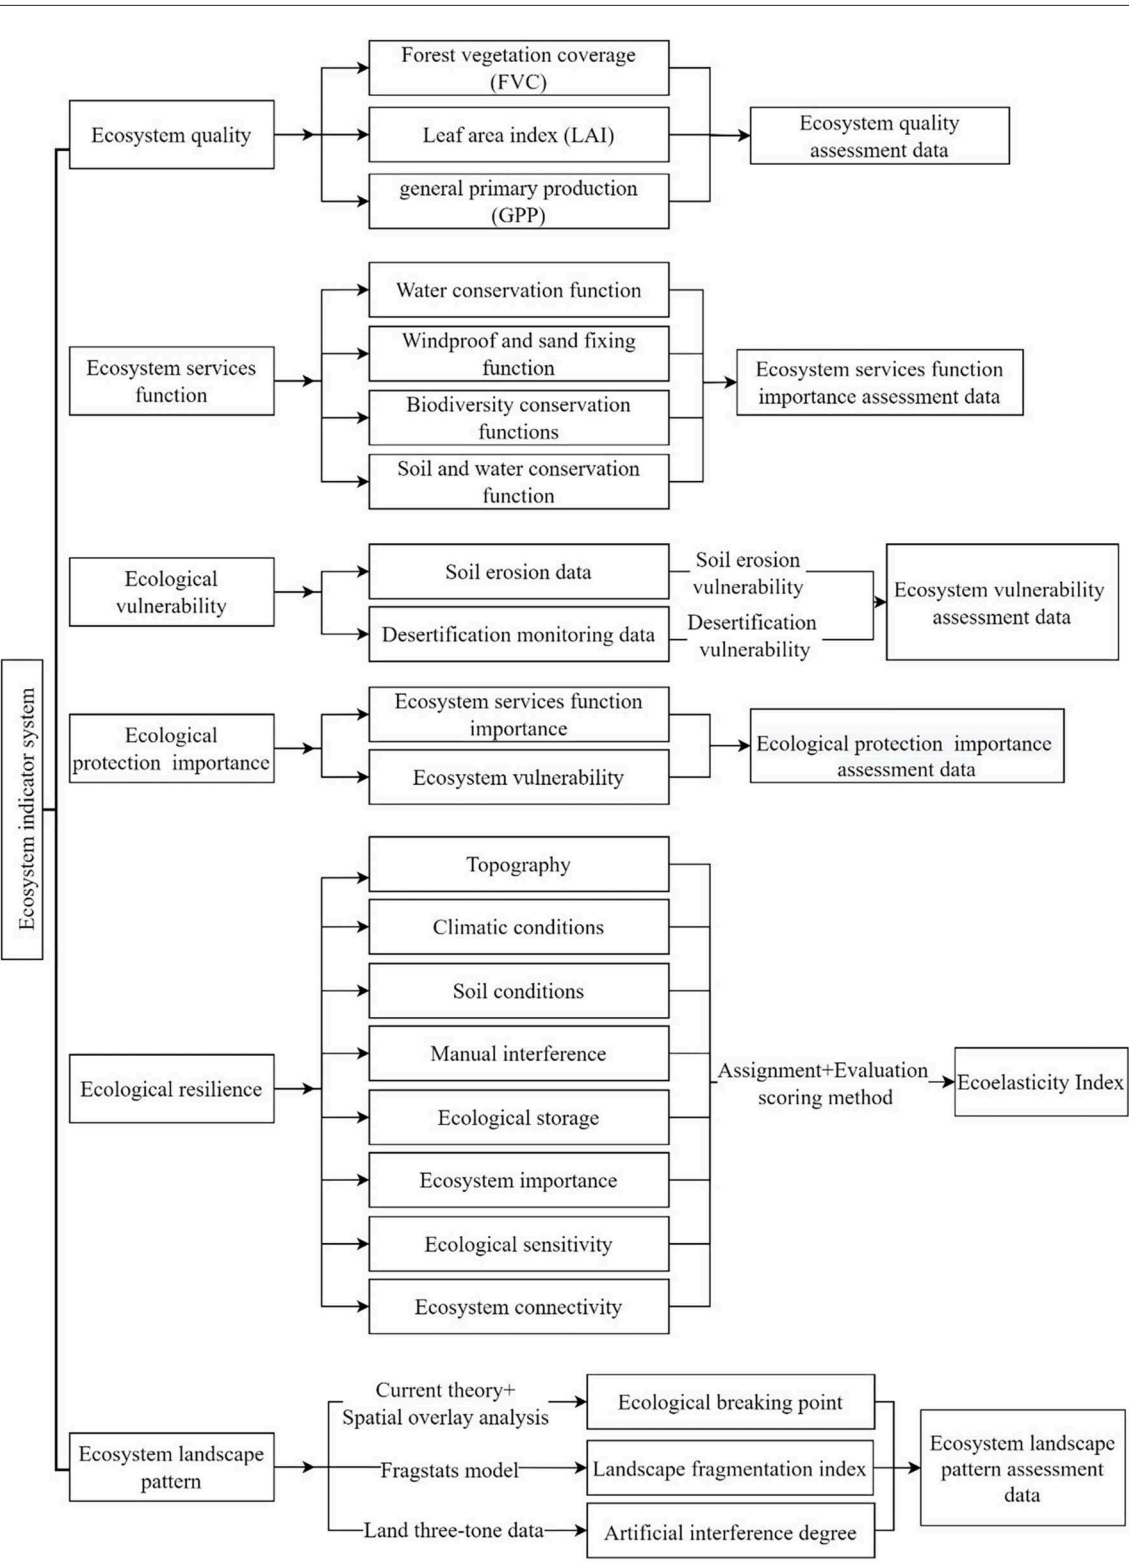 Ecosystem indicator system
Ecosystem quality
Forest vegetation coverage
(FVC)
Leaf area index (LAI)
general primary production
(GPP)
Ecosystem quality
assessment data
Ecosystem services
function
Water conservation function
Windproof and sand fixing
function
Biodiversity conservation
functions
Soil and water conservation
function
Ecosystem services function
importance assessment data
Ecological
vulnerability
Soil erosion data
Desertification monitoring data
Soil erosion
vulnerability
Desertification
vulnerability
Ecosystem vulnerability
assessment data
Ecological
protection importance
Ecosystem services function
importance
Ecosystem vulnerability
Ecological protection importance
assessment data
Ecological resilience
Topography
Climatic conditions
Soil conditions
Manual interference
Ecological storage
Ecosystem importance
Ecological sensitivity
Ecosystem connectivity
Assignment+Evaluation
scoring method
Ecoelasticity Index
Ecosystem landscape
pattern
Current theory+
Spatial overlay analysis
Fragstats model
Land three-tone data
Ecological breaking point
Landscape fragmentation index
Artificial interference degree
Ecosystem landscape
pattern assessment
data